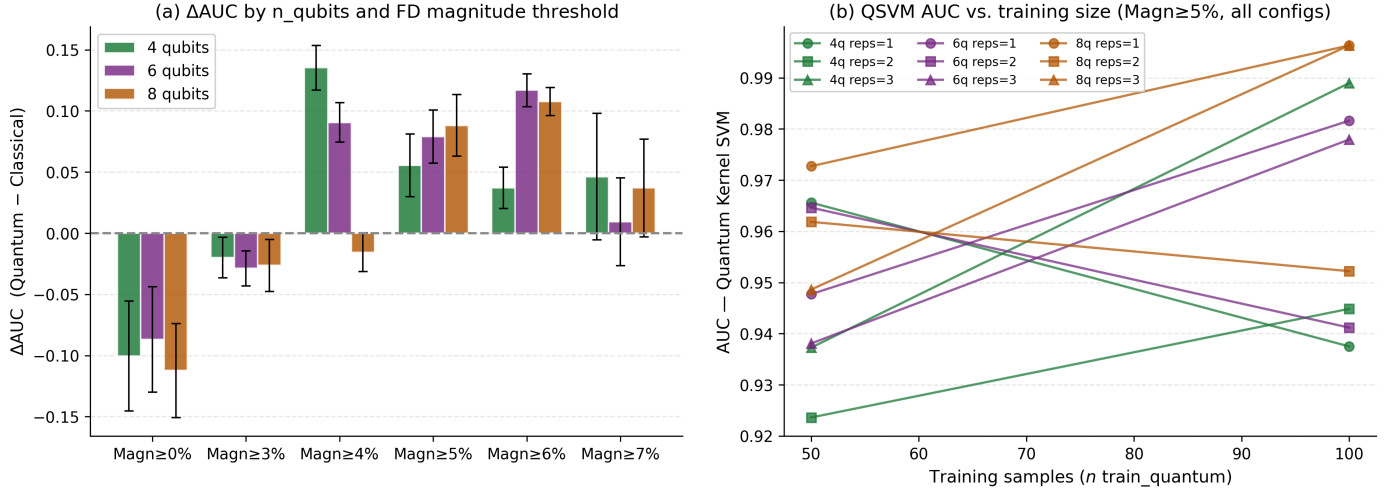 (a) ΔAUC by n_qubits and FD magnitude threshold
ΔAUC (Quantum − Classical)
0.15
0.10
0.05
0.00
−0.05
−0.10
−0.15
4 qubits
6 qubits
8 qubits
Magn≥0%
Magn≥3%
Magn≥4%
Magn≥5%
Magn≥6%
Magn≥7%
(b) QSVM AUC vs. training size (Magn≥5%, all configs)
AUC — Quantum Kernel SVM
0.99
0.98
0.97
0.96
0.95
0.94
0.93
0.92
4q reps=1 6q reps=1 8q reps=1
4q reps=2 6q reps=2 8q reps=2
4q reps=3 6q reps=3 8q reps=3
50 60 70 80 90 100
Training samples (n train_quantum)